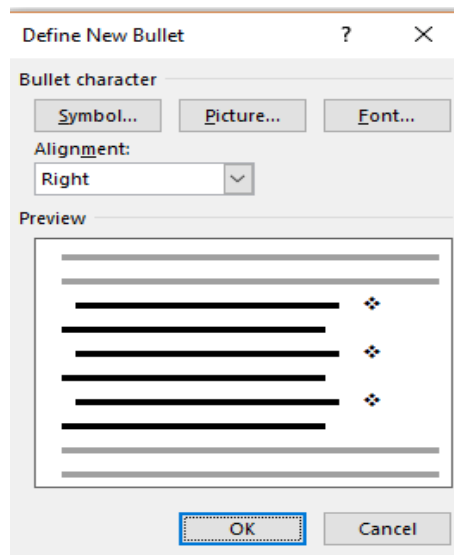 Define New Bullet ? ×
Bullet character
Symbol... Picture... Font...
Alignment:
Right
Preview
OK Cancel